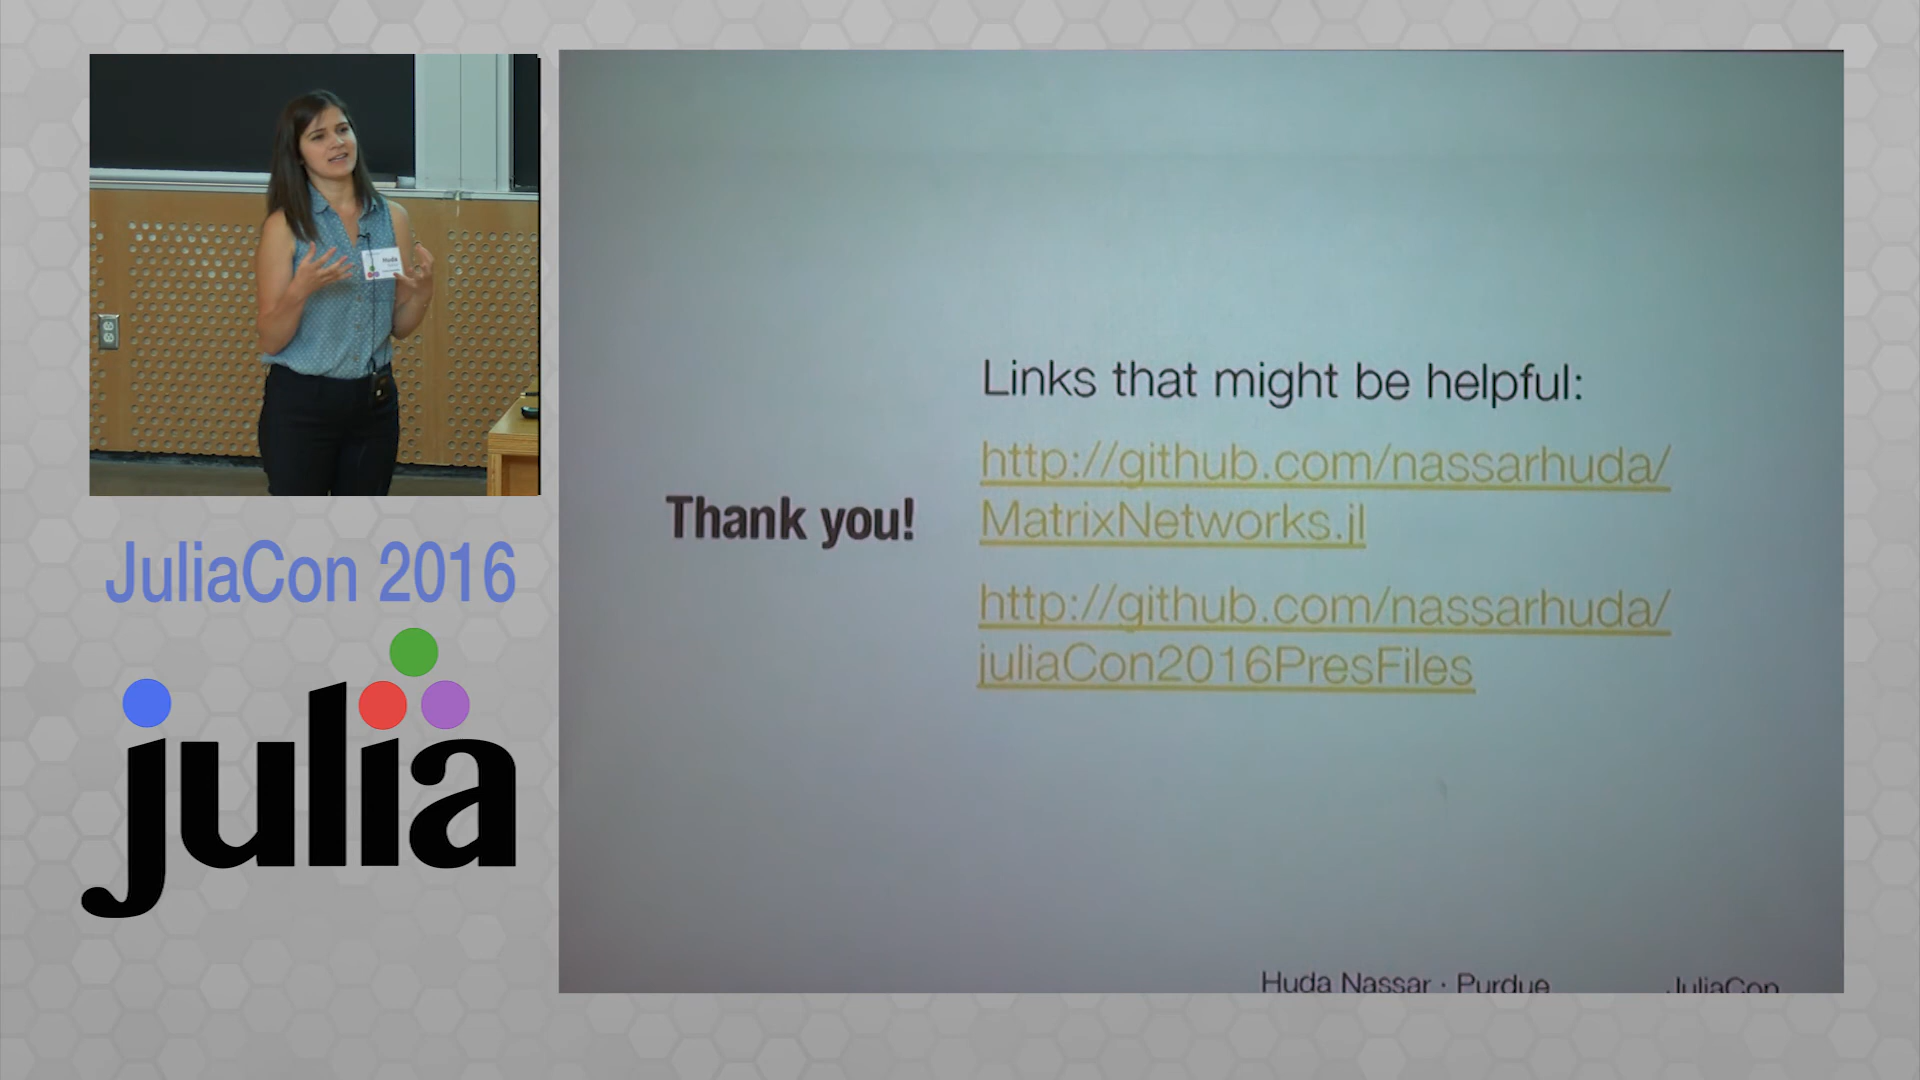 Huda
JuliaCon 2016
julia
Thank you!
Links that might be helpful:
http://github.com/nassarhuda/
MatrixNetworks.jl
http://github.com/nassarhuda/
juliaCon2016PresFiles
Huda Nassar · Purdue
JuliaCon